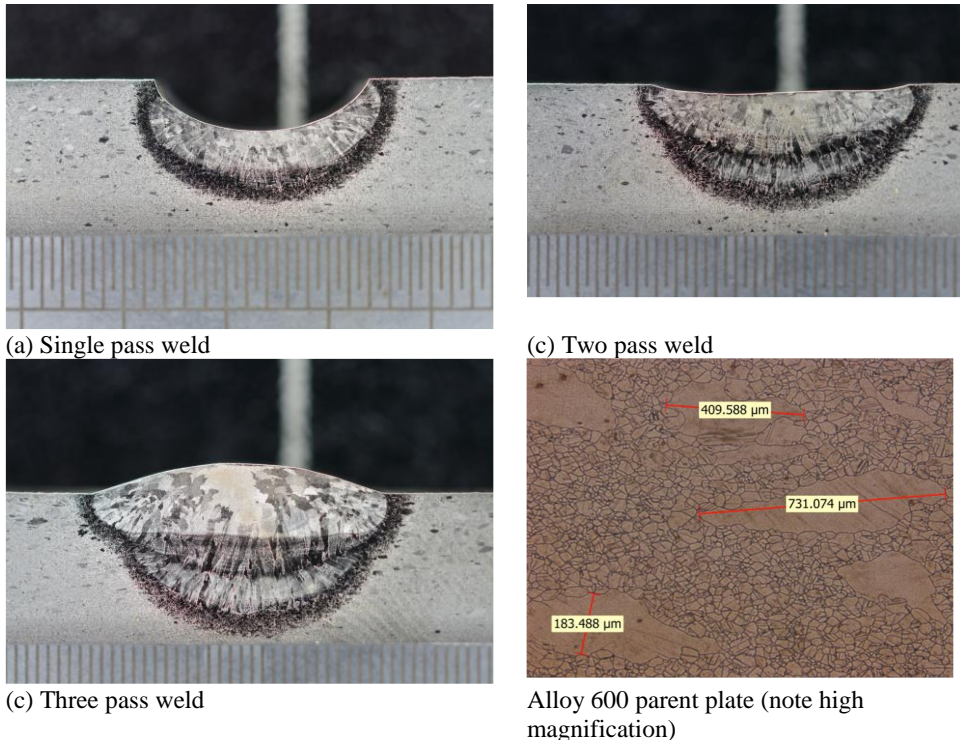 (a) Single pass weld
(c) Two pass weld
409.588 µm
731.074 µm
183.488 µm
(c) Three pass weld
Alloy 600 parent plate (note high
magnification)